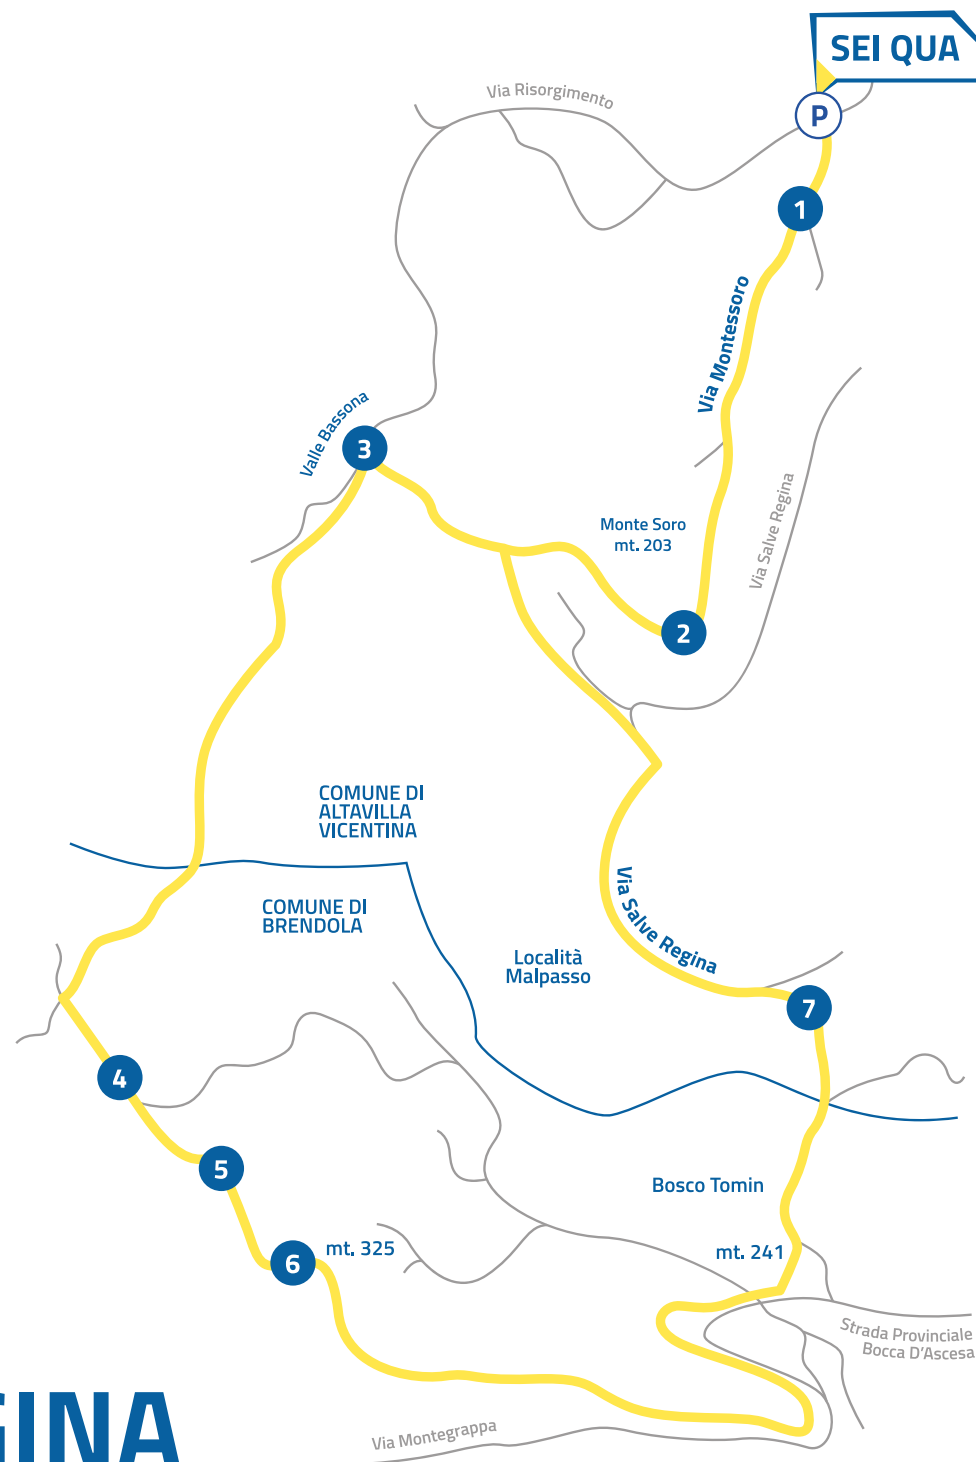 SEI QUA
P
Via Risorgimento
1
Via Montessoro
Valle Bassona
3
Via Salve Regina
Monte Soro
mt. 203
2
COMUNE DI
ALTAVILLA
VICENTINA
COMUNE DI
BRENDOLA
Via Salve Regina
Località
Malpasso
7
4
5
Bosco Tomin
6
mt. 325
mt. 241
Strada Provinciale
Bocca D'Ascesa
GINA
Via Montegrappa